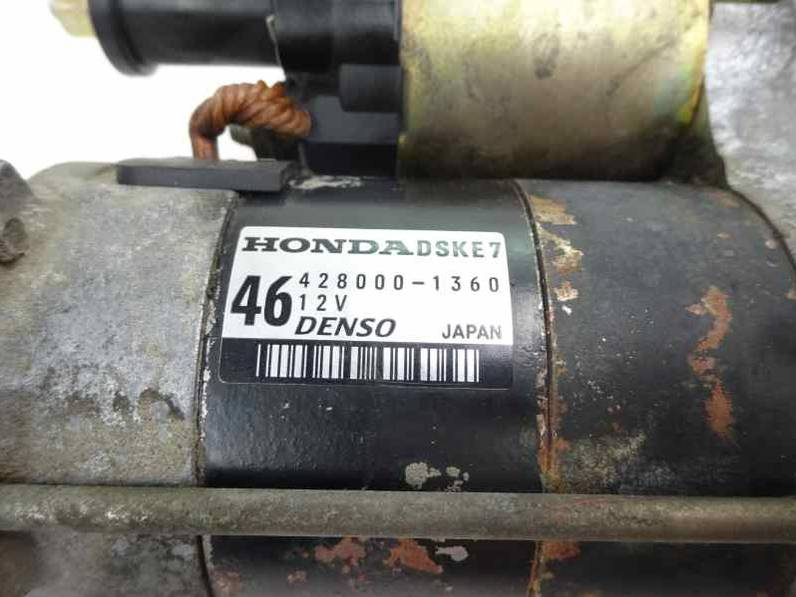 HONDA DSKE7
46 428000-1360
12V
DENSO JAPAN